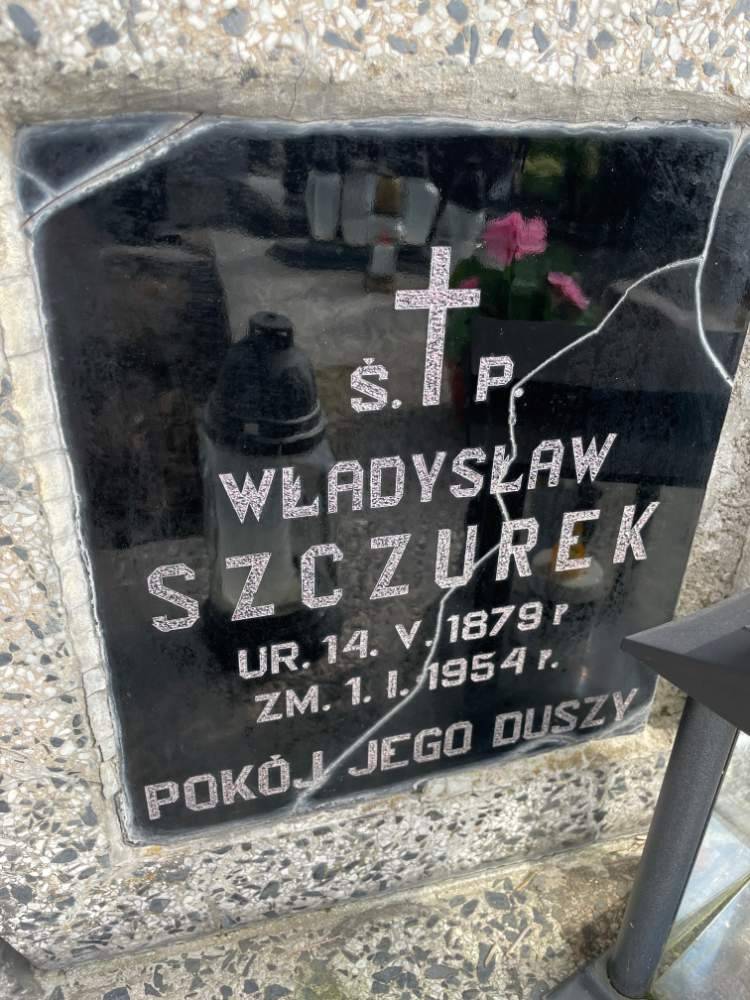 Ś. P.
WŁADYSŁAW
SZCZUREK
UR. 14. V. 1879 r
ZM. 1. I. 1954 r.
POKÓJ JEGO DUSZY